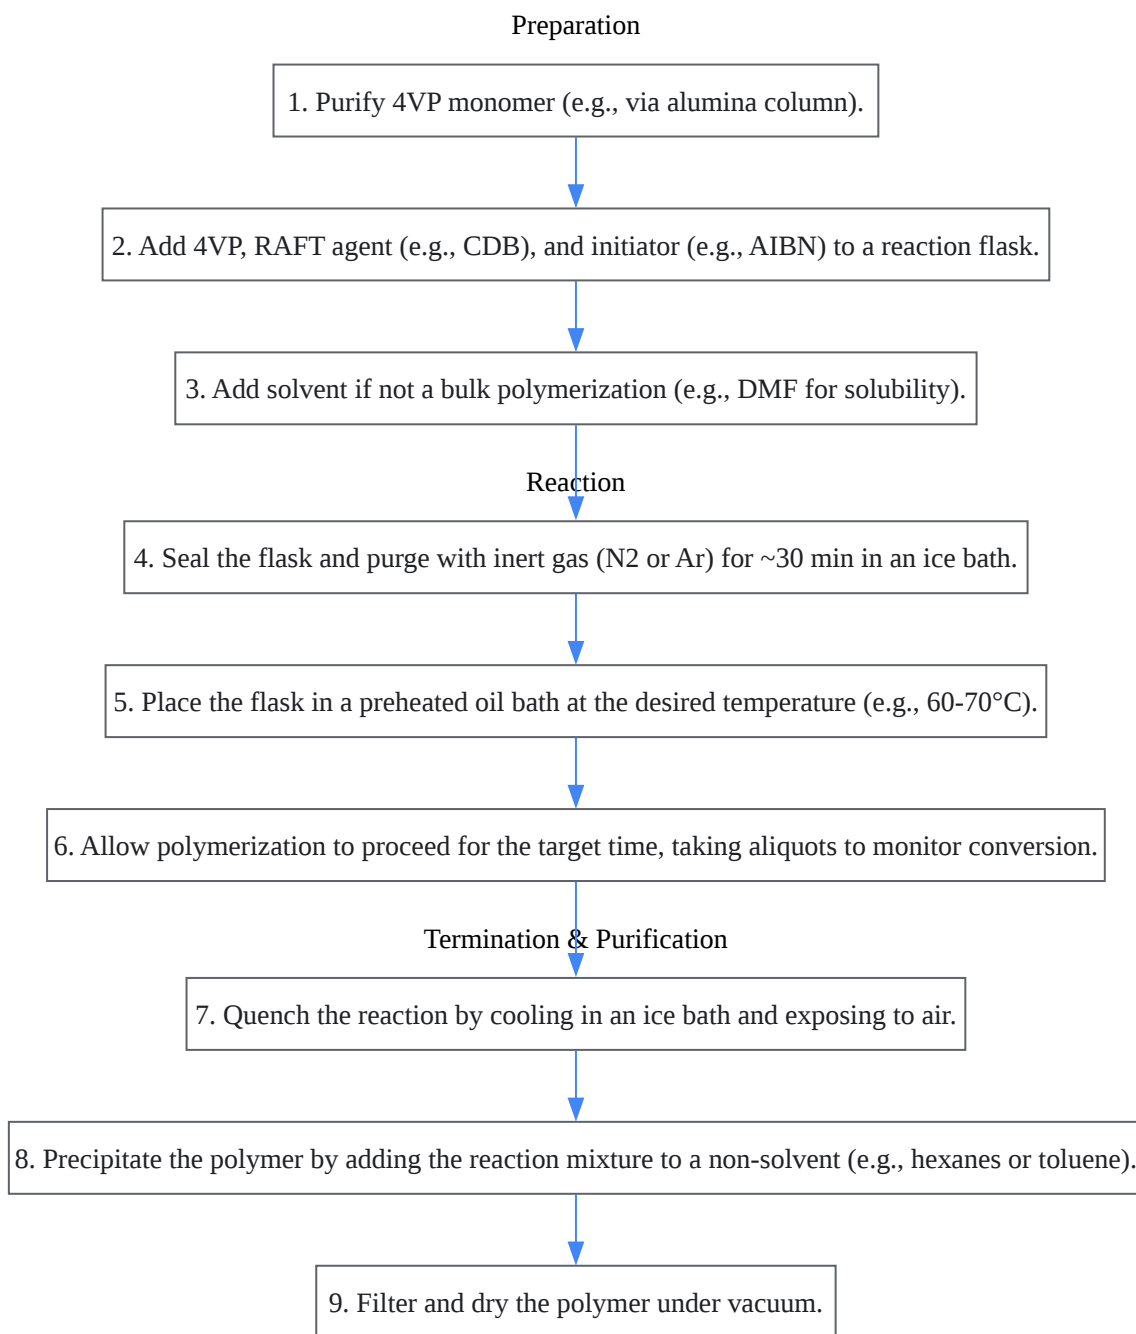 Preparation
1. Purify 4VP monomer (e.g., via alumina column).
2. Add 4VP, RAFT agent (e.g., CDB), and initiator (e.g., AIBN) to a reaction flask.
3. Add solvent if not a bulk polymerization (e.g., DMF for solubility).
Reaction
4. Seal the flask and purge with inert gas (N2 or Ar) for ~30 min in an ice bath.
5. Place the flask in a preheated oil bath at the desired temperature (e.g., 60-70°C).
6. Allow polymerization to proceed for the target time, taking aliquots to monitor conversion.
Termination & Purification
7. Quench the reaction by cooling in an ice bath and exposing to air.
8. Precipitate the polymer by adding the reaction mixture to a non-solvent (e.g., hexanes or toluene).
9. Filter and dry the polymer under vacuum.